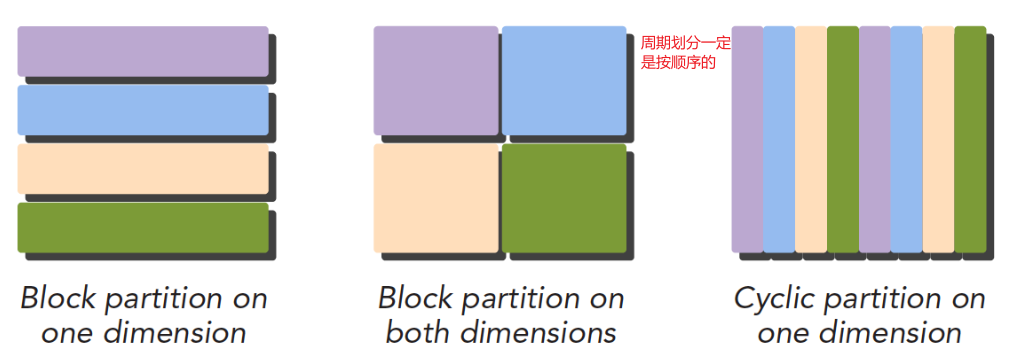 周期划分一定
是按顺序的
Block partition on
one dimension
Block partition on
both dimensions
Cyclic partition on
one dimension